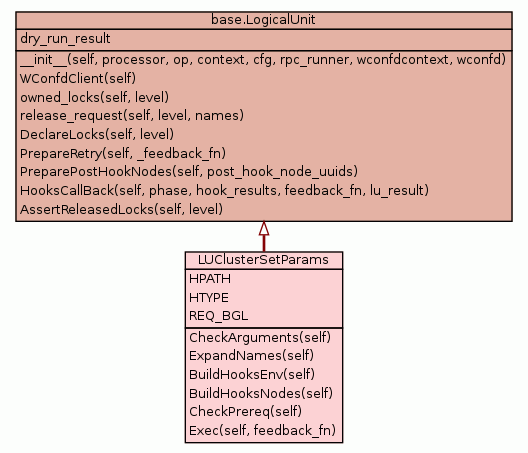 base.LogicalUnit
dry_run_result
__init__(self, processor, op, context, cfg, rpc_runner, wconfdcontext, wconfd)
WConfdClient(self)
owned_locks(self, level)
release_request(self, level, names)
DeclareLocks(self, level)
PrepareRetry(self, _feedback_fn)
PreparePostHookNodes(self, post_hook_node_uuids)
HooksCallBack(self, phase, hook_results, feedback_fn, lu_result)
AssertReleasedLocks(self, level)
LUClusterSetParams
HPATH
HTYPE
REQ_BGL
CheckArguments(self)
ExpandNames(self)
BuildHooksEnv(self)
BuildHooksNodes(self)
CheckPrereq(self)
Exec(self, feedback_fn)